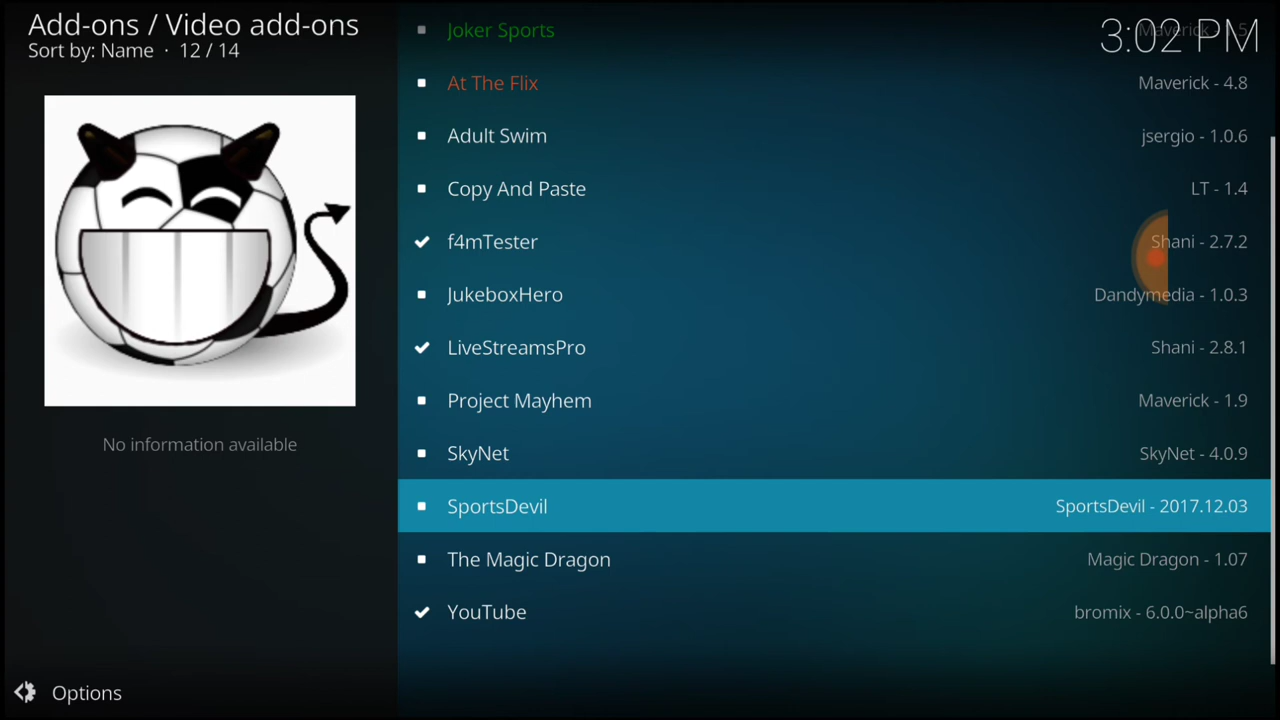 Add-ons / Video add-ons
Sort by: Name · 12 / 14
3:02 PM
Joker Sports Maverick
At The Flix Maverick - 4.8
Adult Swim jsergio - 1.0.6
Copy And Paste LT - 1.4
f4mTester Shani - 2.7.2
JukeboxHero Dandymedia - 1.0.3
LiveStreamsPro Shani - 2.8.1
Project Mayhem Maverick - 1.9
SkyNet SkyNet - 4.0.9
SportsDevil SportsDevil - 2017.12.03
The Magic Dragon Magic Dragon - 1.07
YouTube bromix - 6.0.0~alpha6
No information available
Options